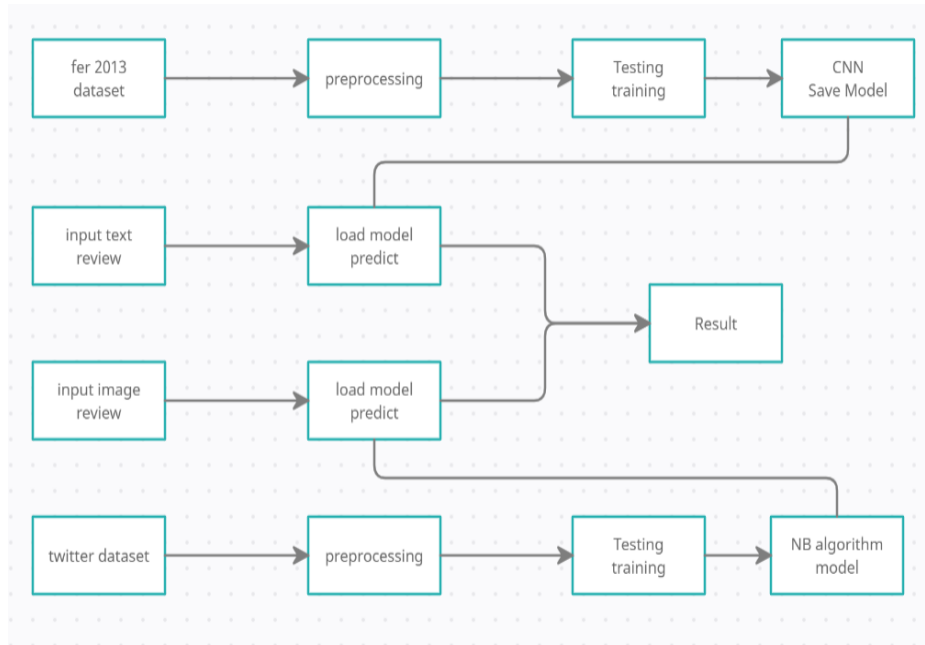 fer 2013
dataset
preprocessing
Testing
training
CNN
Save Model
input text
review
load model
predict
Result
input image
review
load model
predict
twitter dataset
preprocessing
Testing
training
NB algorithm
model